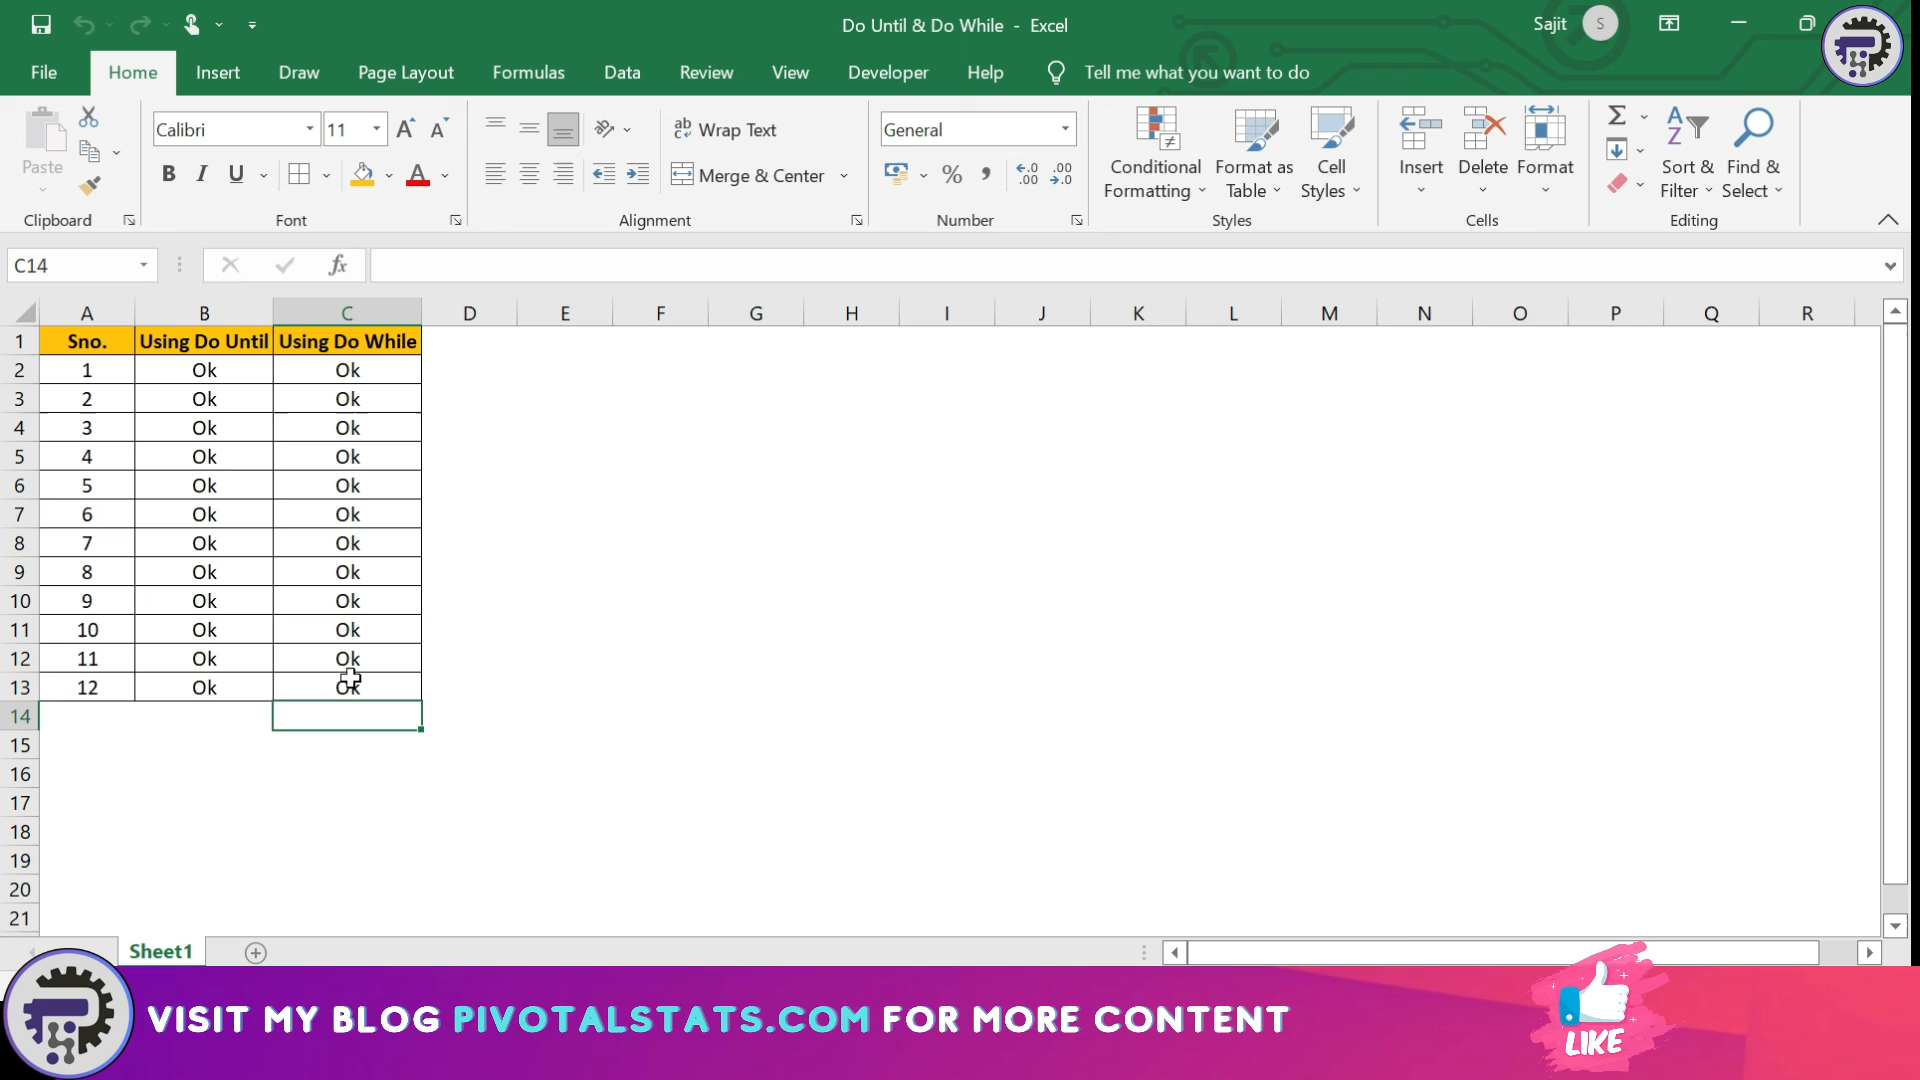 Do Until & Do While - Excel
Sajit S
File Home Insert Draw Page Layout Formulas Data Review View Developer Help Tell me what you want to do
Paste
Clipboard
Calibri 11
B I U A
Font
ab Wrap Text
Merge & Center
Alignment
General
% ,
Number
Conditional Formatting
Format as Table
Cell Styles
Styles
Insert Delete Format
Cells
Sort & Filter
Find & Select
Editing
C14 fx
A B C D E F G H I J K L M N O P Q R
1 Sno. Using Do Until Using Do While
2 1 Ok Ok
3 2 Ok Ok
4 3 Ok Ok
5 4 Ok Ok
6 5 Ok Ok
7 6 Ok Ok
8 7 Ok Ok
9 8 Ok Ok
10 9 Ok Ok
11 10 Ok Ok
12 11 Ok Ok
13 12 Ok Ok
14
15
16
17
18
19
20
21
Sheet1
VISIT MY BLOG PIVOTALSTATS.COM FOR MORE CONTENT
LIKE